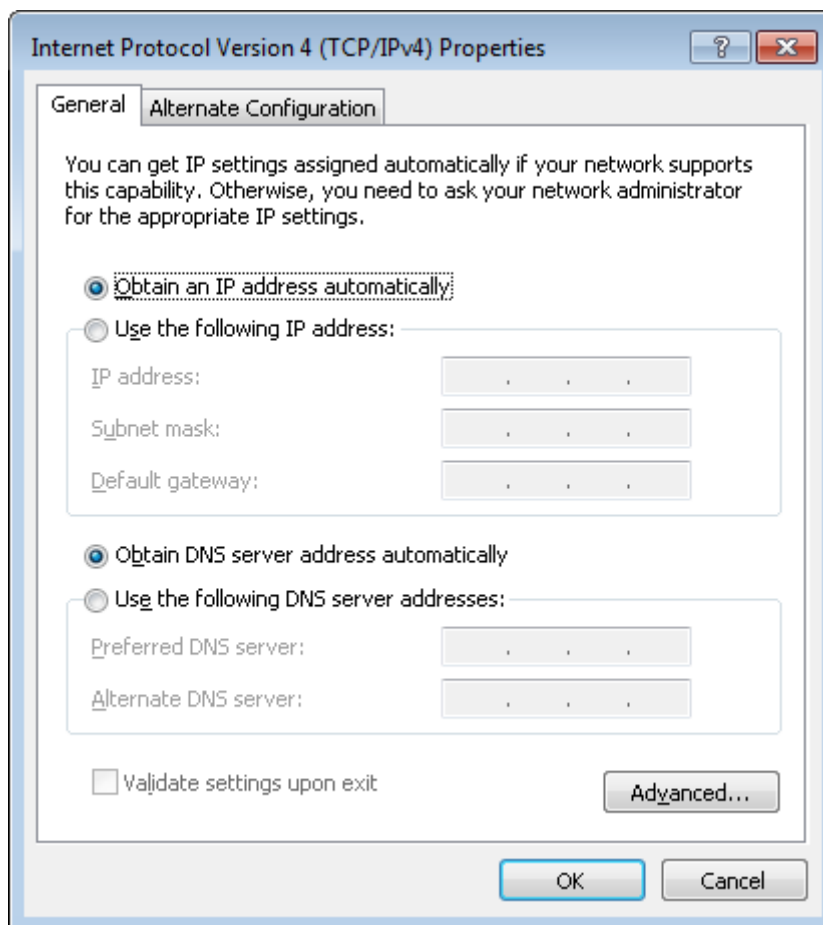 Internet Protocol Version 4 (TCP/IPv4) Properties
General
Alternate Configuration
You can get IP settings assigned automatically if your network supports
this capability. Otherwise, you need to ask your network administrator
for the appropriate IP settings.
Obtain an IP address automatically
Use the following IP address:
IP address:
Subnet mask:
Default gateway:
Obtain DNS server address automatically
Use the following DNS server addresses:
Preferred DNS server:
Alternate DNS server:
Validate settings upon exit
Advanced...
OK
Cancel